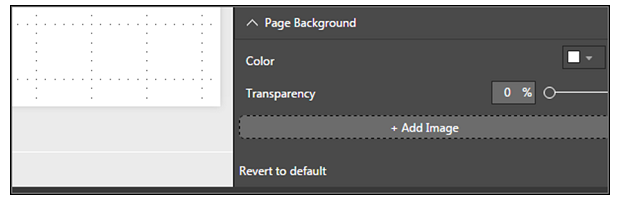 Page Background
Color
Transparency 0 %
+ Add Image
Revert to default